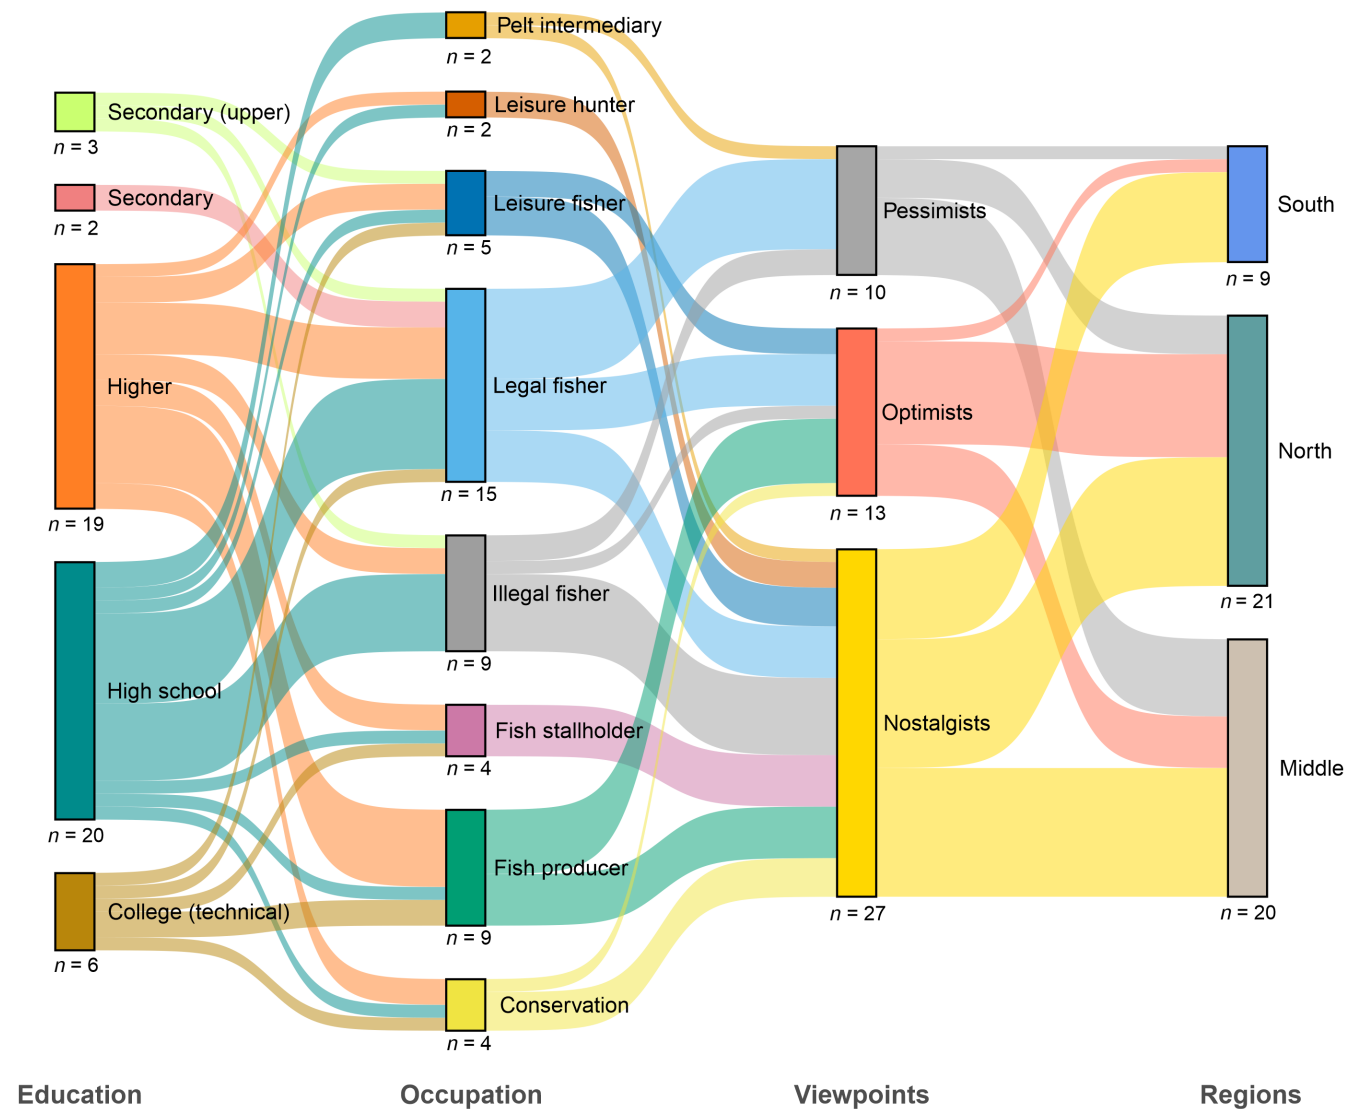 Secondary (upper)
n = 3
Secondary
n = 2
Higher
n = 19
High school
n = 20
College (technical)
n = 6
Education
Pelt intermediary
n = 2
Leisure hunter
n = 2
Leisure fisher
n = 5
Legal fisher
n = 15
Illegal fisher
n = 9
Fish stallholder
n = 4
Fish producer
n = 9
Conservation
n = 4
Occupation
Pessimists
n = 10
Optimists
n = 13
Nostalgists
n = 27
Viewpoints
South
n = 9
North
n = 21
Middle
n = 20
Regions